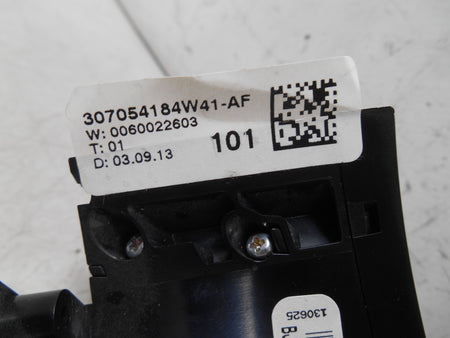 307054184W41-AF
W: 0060022603
T: 01
D: 03.09.13
101
130625